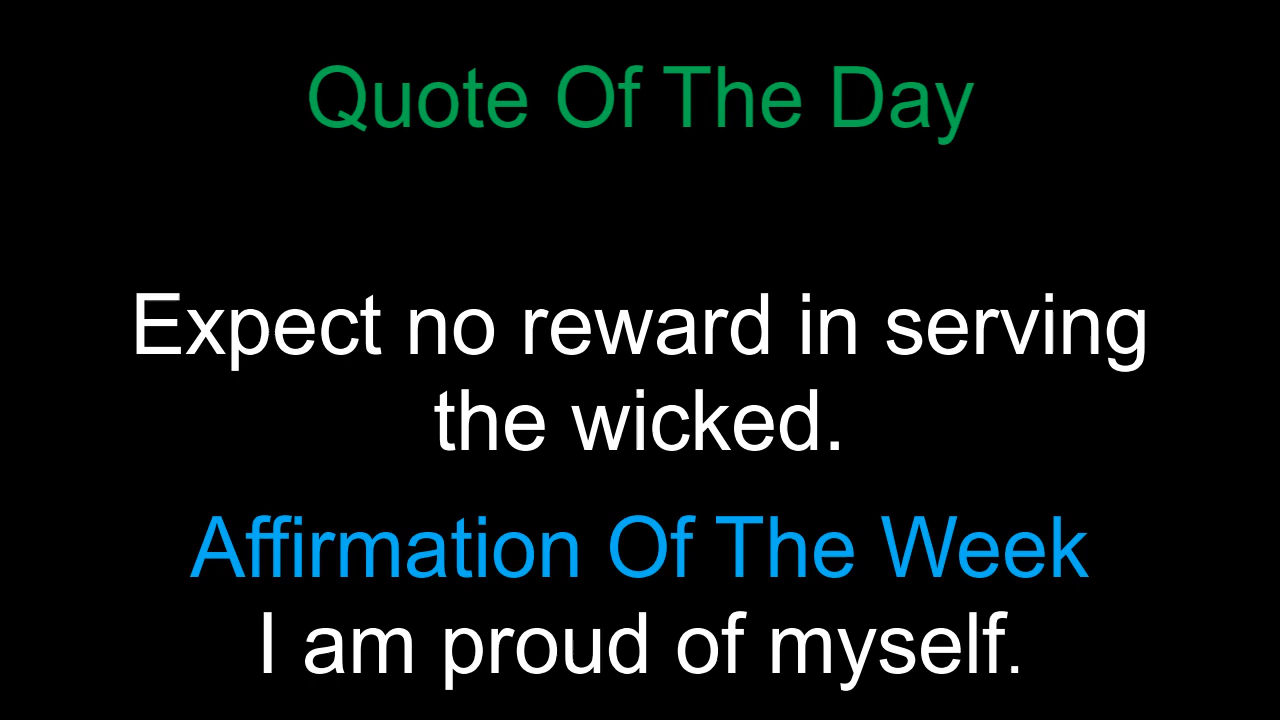 Quote Of The Day
Expect no reward in serving
the wicked.
Affirmation Of The Week
I am proud of myself.